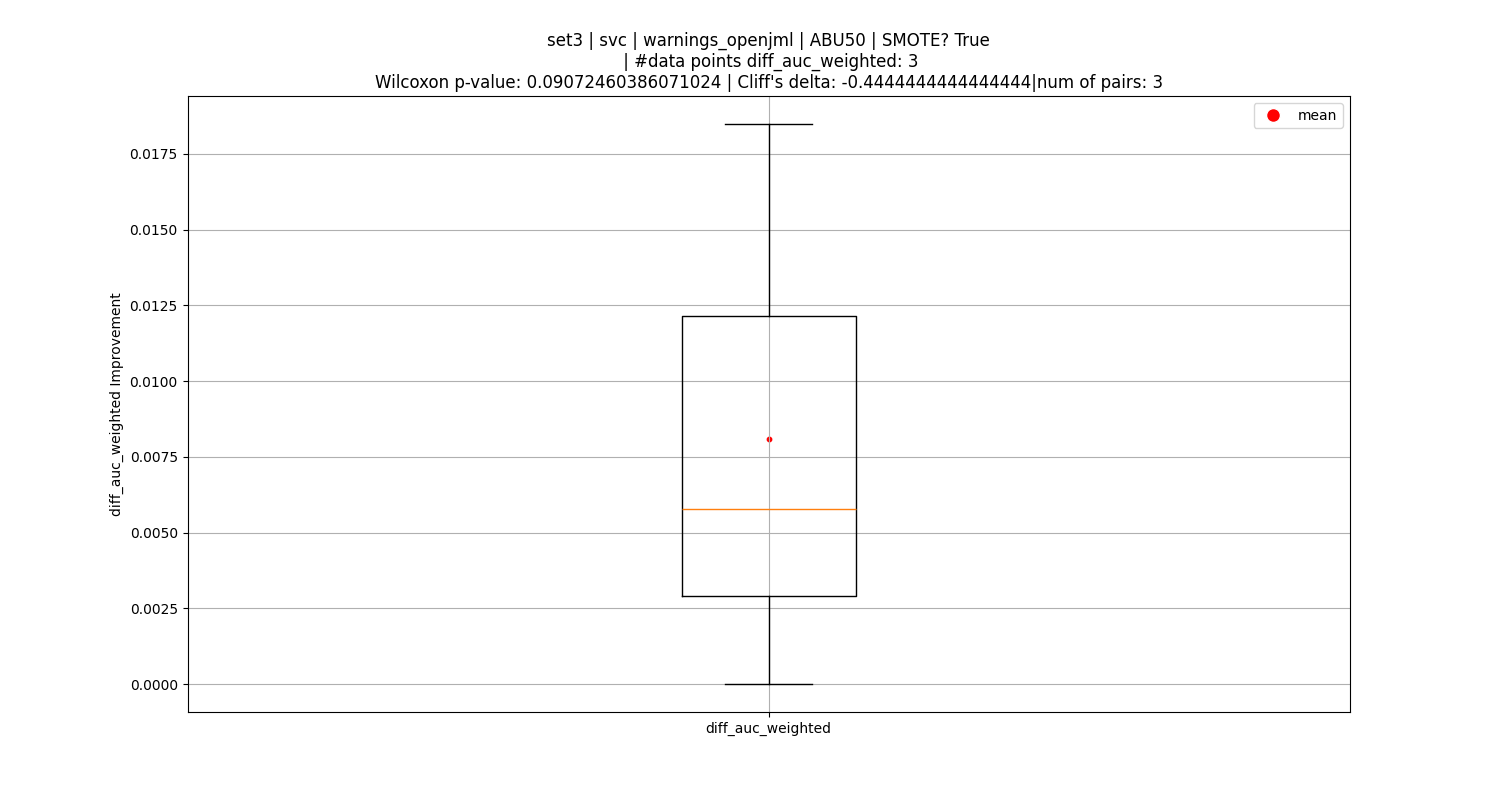 set3 | svc | warnings_openjml | ABU50 | SMOTE? True
| #data points diff_auc_weighted: 3
Wilcoxon p-value: 0.09072460386071024 | Cliff's delta: -0.4444444444444444|num of pairs: 3
mean
0.0175
0.0150
0.0125
0.0100
0.0075
0.0050
0.0025
0.0000
diff_auc_weighted Improvement
diff_auc_weighted